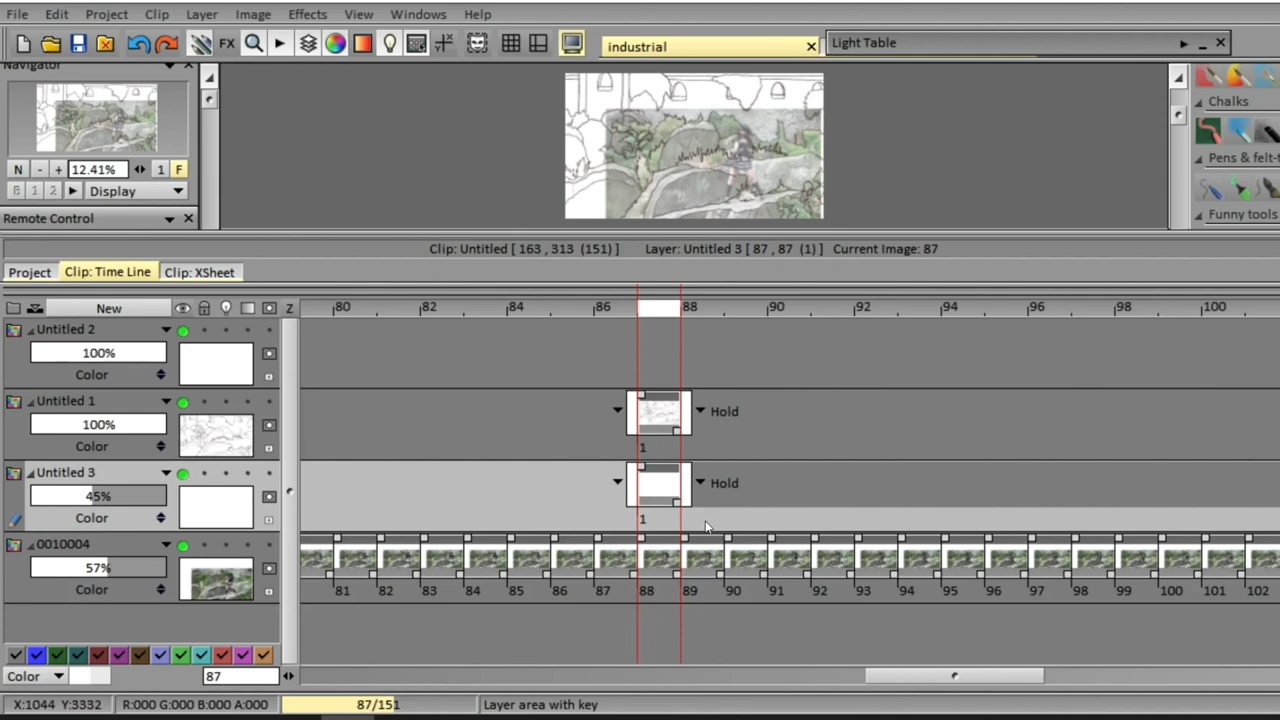 File Edit Project Clip Layer Image Effects View Windows Help
FX industrial × Light Table
Navigator
N - + 12.41% 1 F
B 1 2 Display
Remote Control
Chalks
Pens & felt-t
Funny tools
Clip: Untitled [ 163 , 313 (151) ] Layer: Untitled 3 [ 87 , 87 (1) ] Current Image: 87
Project Clip: Time Line Clip: XSheet
New Z 80 82 84 86 88 90 92 94 96 98 100
Untitled 2
100%
Color
Untitled 1
100% Hold
Color 1
Untitled 3
45% Hold
Color 1
0010004
57%
Color 81 82 83 84 85 86 87 88 89 90 91 92 93 94 95 96 97 98 99 100 101 102
Color 87
X:1044 Y:3332 R:000 G:000 B:000 A:000 87/151 Layer area with key